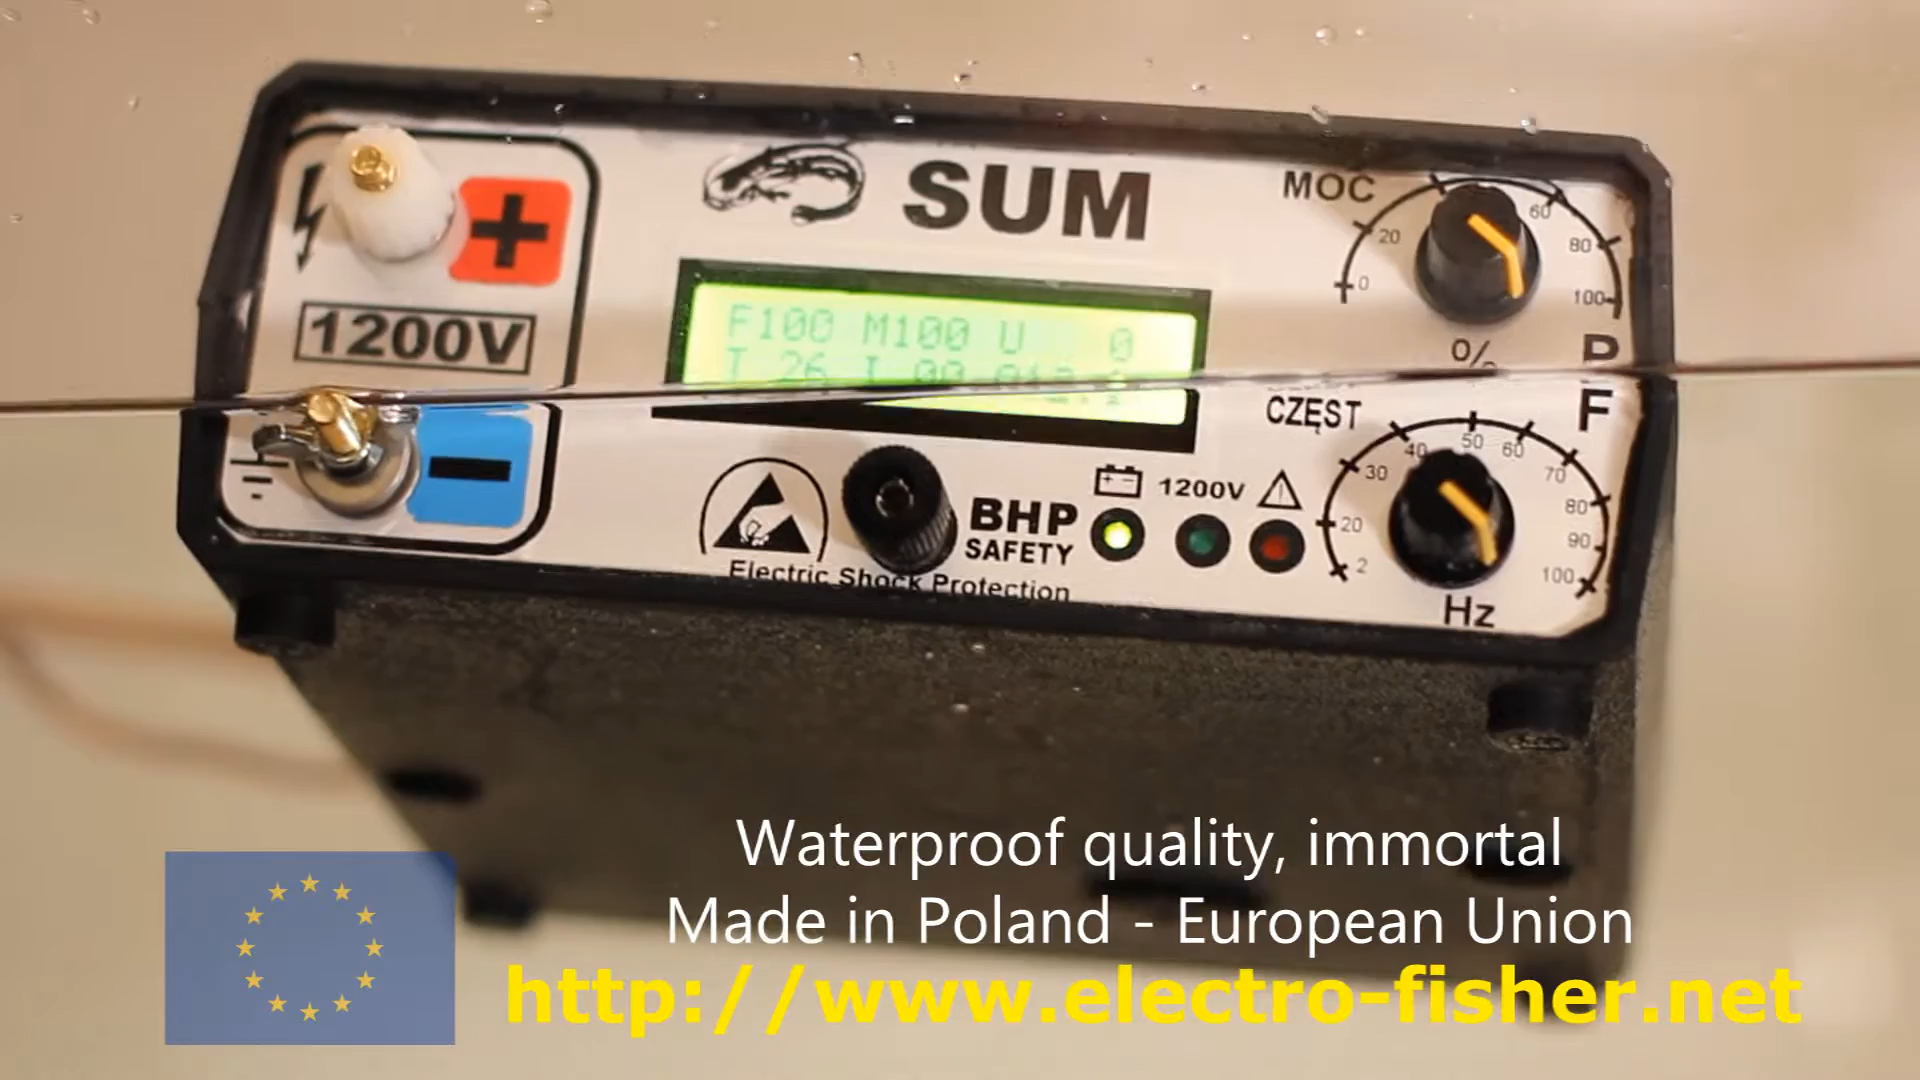 SUM
MOC
0
20
60
80
100
%
P
1200V
F100 M100 U 0
T 26 I
CZĘST
F
2
20
30
40
50
60
70
80
90
100
Hz
1200V
BHP
SAFETY
Electric Shock Protection
Waterproof quality, immortal
Made in Poland - European Union
http://www.electro-fisher.net